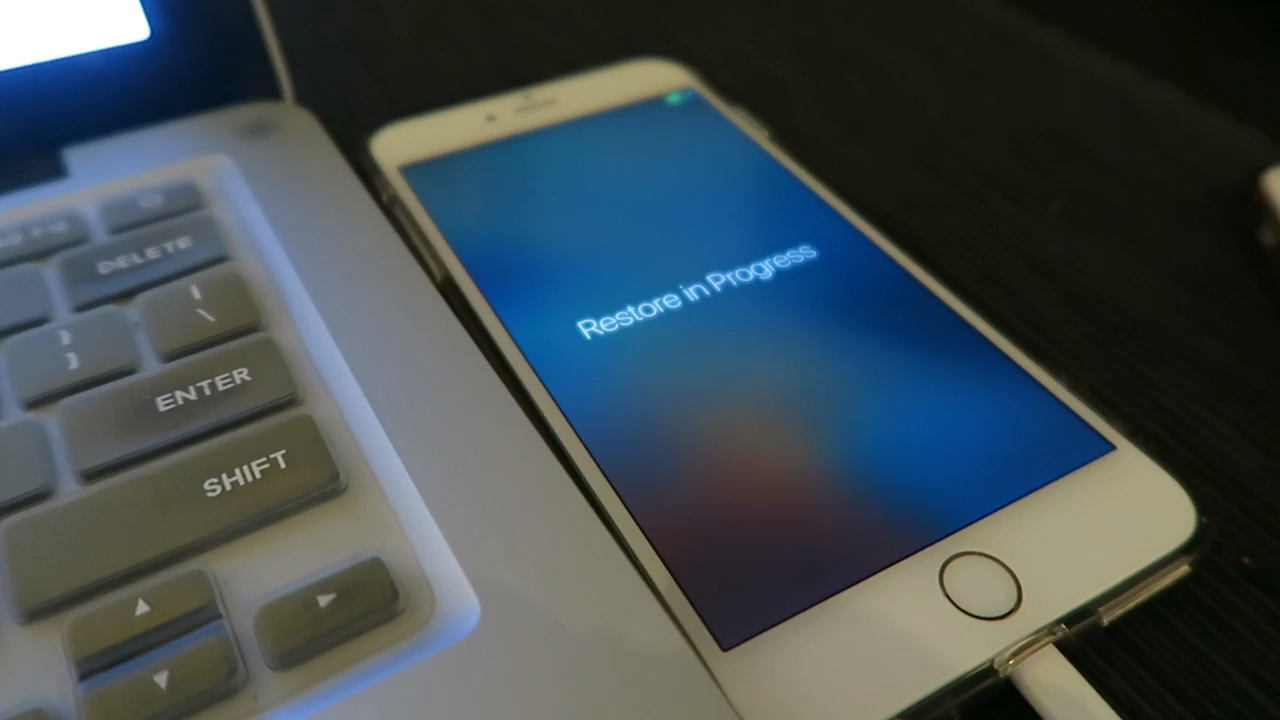 DELETE
|
\
}
]
ENTER
SHIFT
Restore in Progress